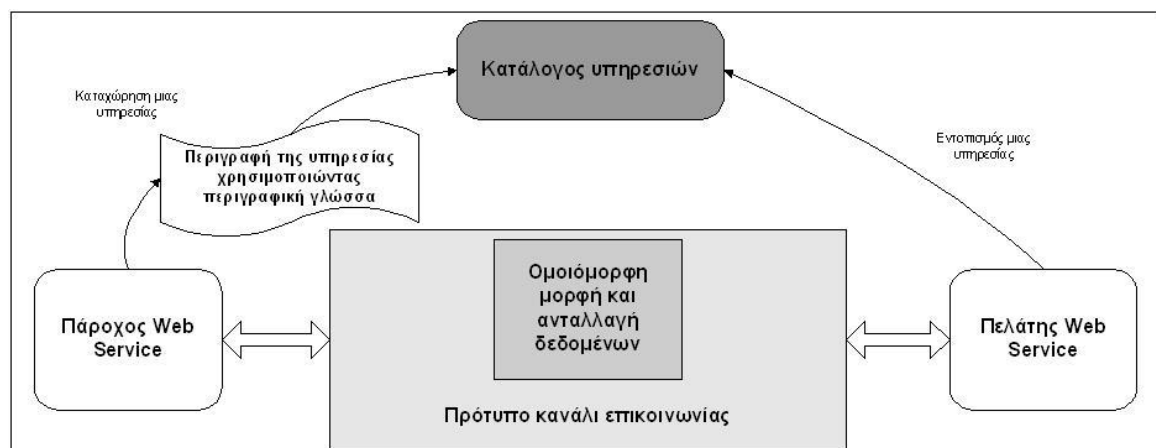 Κατάλογος υπηρεσιών
Καταχώρηση μιας
υπηρεσίας
Περιγραφή της υπηρεσίας
χρησιμοποιώντας
περιγραφική γλώσσα
Εντοπισμός μιας
υπηρεσίας
Πάροχος Web
Service
Ομοιόμορφη
μορφή και
ανταλλαγή
δεδομένων
Πρότυπο κανάλι επικοινωνίας
Πελάτης Web
Service